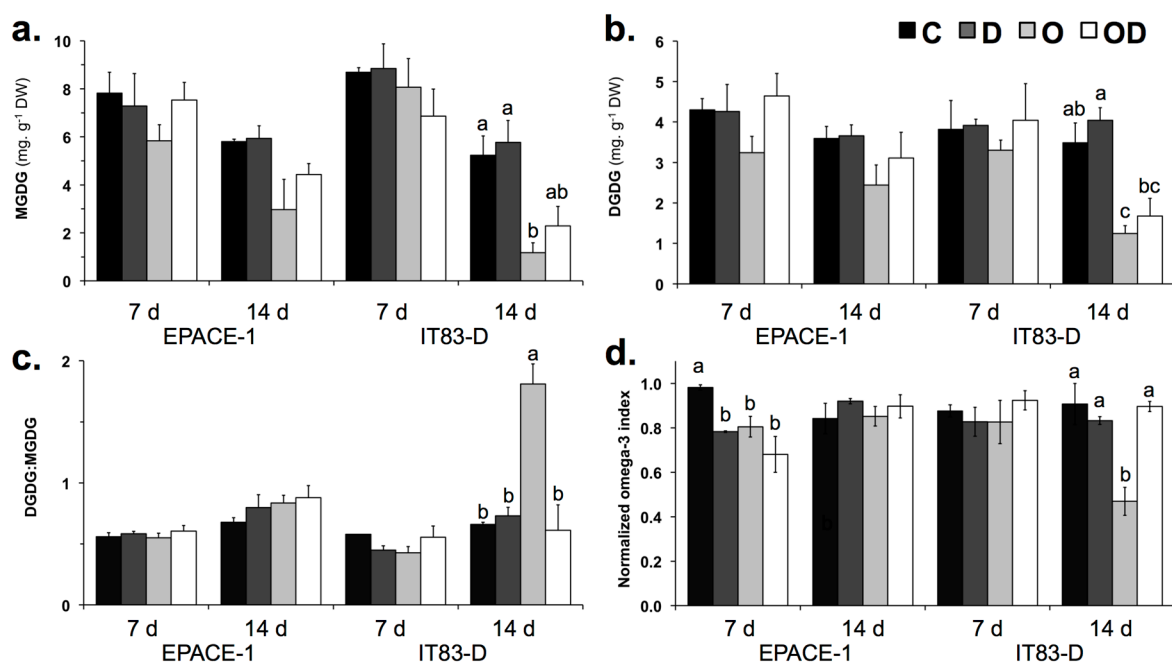 a.
MGDG (mg. g-1 DW)
10
8
6
4
2
0
a a
b
ab
7 d 14 d 7 d 14 d
EPACE-1 IT83-D
b.
C D O OD
DGDG (mg. g-1 DW)
6
5
4
3
2
1
0
ab a
c
bc
7 d 14 d 7 d 14 d
EPACE-1 IT83-D
c.
DGDG:MGDG
2
1
0
a
b b b
7 d 14 d 7 d 14 d
EPACE-1 IT83-D
d.
Normalized omega-3 index
1.0
0.8
0.6
0.4
0.2
0.0
a
b b b
b
a a a
b
7 d 14 d 7 d 14 d
EPACE-1 IT83-D